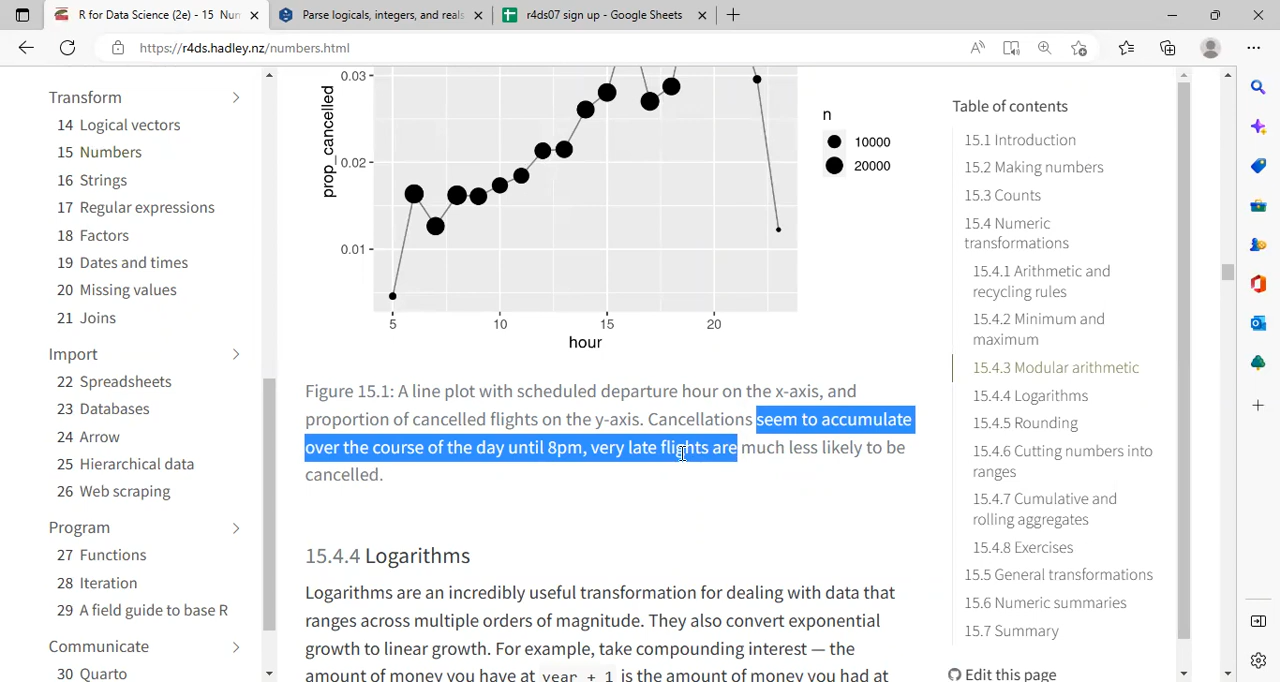 R for Data Science (2e) - 15 Num
Parse logicals, integers, and reals
r4ds07 sign up - Google Sheets
https://r4ds.hadley.nz/numbers.html
Transform
14 Logical vectors
15 Numbers
16 Strings
17 Regular expressions
18 Factors
19 Dates and times
20 Missing values
21 Joins
Import
22 Spreadsheets
23 Databases
24 Arrow
25 Hierarchical data
26 Web scraping
Program
27 Functions
28 Iteration
29 A field guide to base R
Communicate
30 Quarto
0.03
0.02
0.01
prop_cancelled
5 10 15 20
hour
n
10000
20000
Figure 15.1: A line plot with scheduled departure hour on the x-axis, and
proportion of cancelled flights on the y-axis. Cancellations seem to accumulate
over the course of the day until 8pm, very late flights are much less likely to be
cancelled.
15.4.4 Logarithms
Logarithms are an incredibly useful transformation for dealing with data that
ranges across multiple orders of magnitude. They also convert exponential
growth to linear growth. For example, take compounding interest — the
amount of money you have at year + 1 is the amount of money you had at
Table of contents
15.1 Introduction
15.2 Making numbers
15.3 Counts
15.4 Numeric
transformations
15.4.1 Arithmetic and
recycling rules
15.4.2 Minimum and
maximum
15.4.3 Modular arithmetic
15.4.4 Logarithms
15.4.5 Rounding
15.4.6 Cutting numbers into
ranges
15.4.7 Cumulative and
rolling aggregates
15.4.8 Exercises
15.5 General transformations
15.6 Numeric summaries
15.7 Summary
Edit this page